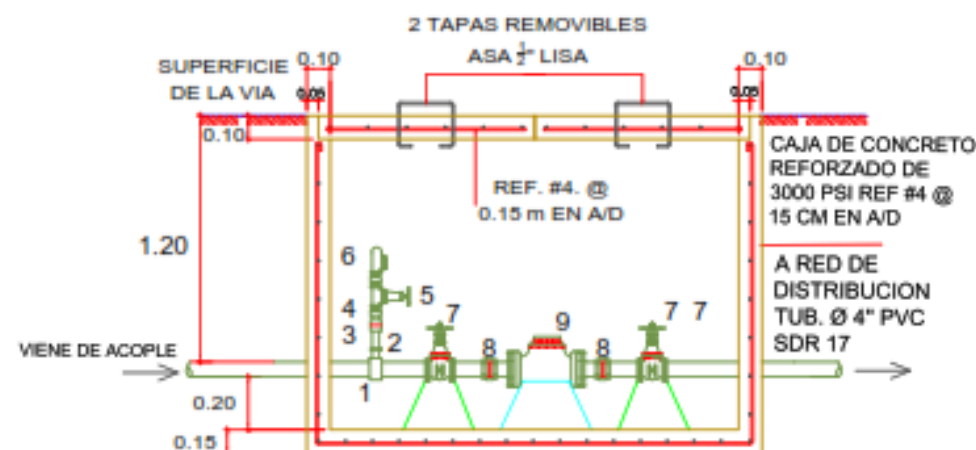 2 TAPAS REMOVIBLES
ASA ½" LISA
0.10
0.10
SUPERFICIE
DE LA VIA
0.05
0.05
0.10
CAJA DE CONCRETO
REFORZADO DE
3000 PSI REF #4 @
15 CM EN A/D
REF. #4. @
0.15 m EN A/D
1.20
A RED DE
DISTRIBUCION
TUB. Ø 4" PVC
SDR 17
6
5
4
3
2
1
7
8
9
8
7 7
VIENE DE ACOPLE
0.20
0.15